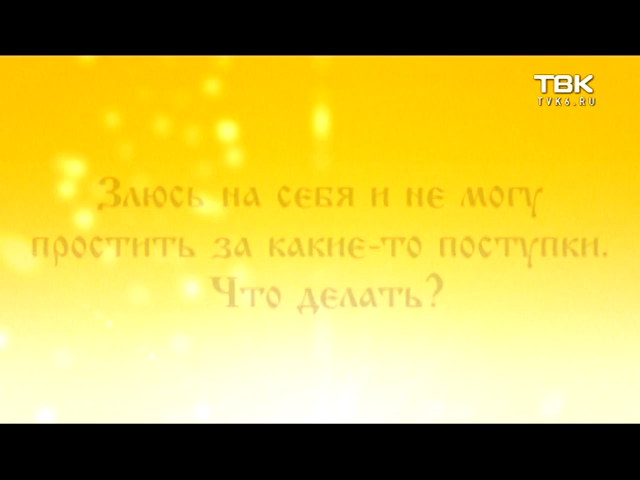 ТВК
TVK6.RU
Злюсь на себя и не могу
простить за какие-то поступки.
Что делать?